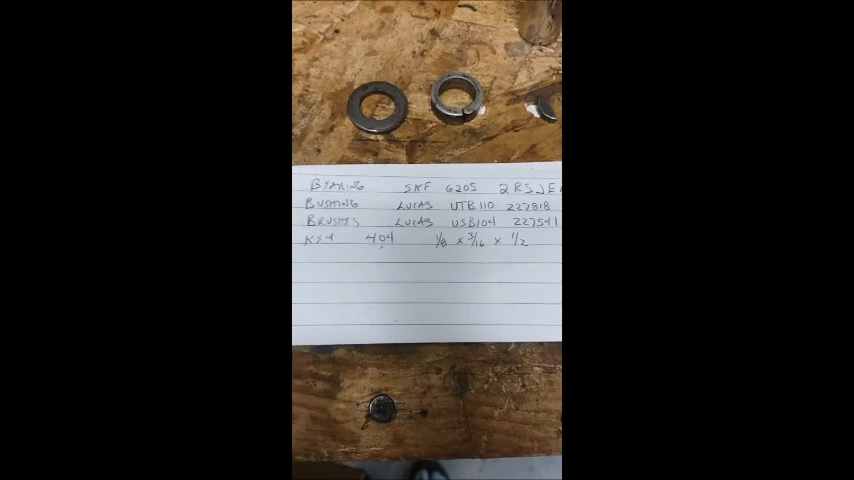 BEARING SKF 6205 2RSJE
BUSHING LUCAS UTB110 227818
BRUSHES LUCAS USB104 227541
KEY 404 1/8 x 3/16 x 1/2